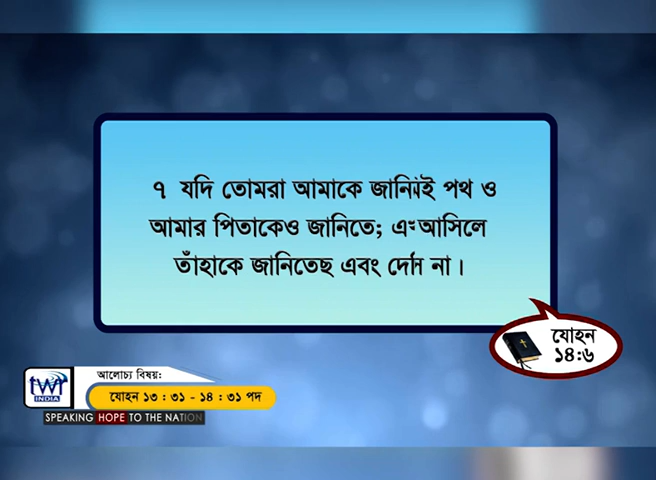 ৭ যদি তোমরা আমাকে পথ ও
আমার পিতাকেও জানিতে;
তাঁহাকে জানিতেছ এবং না।
যোহন
১৪:৬
আলোচ্য বিষয়:
twr
INDIA
যোহন ১৩ : ৩১ - ১৪ : ৩১ পদ
SPEAKING HOPE TO THE NATION